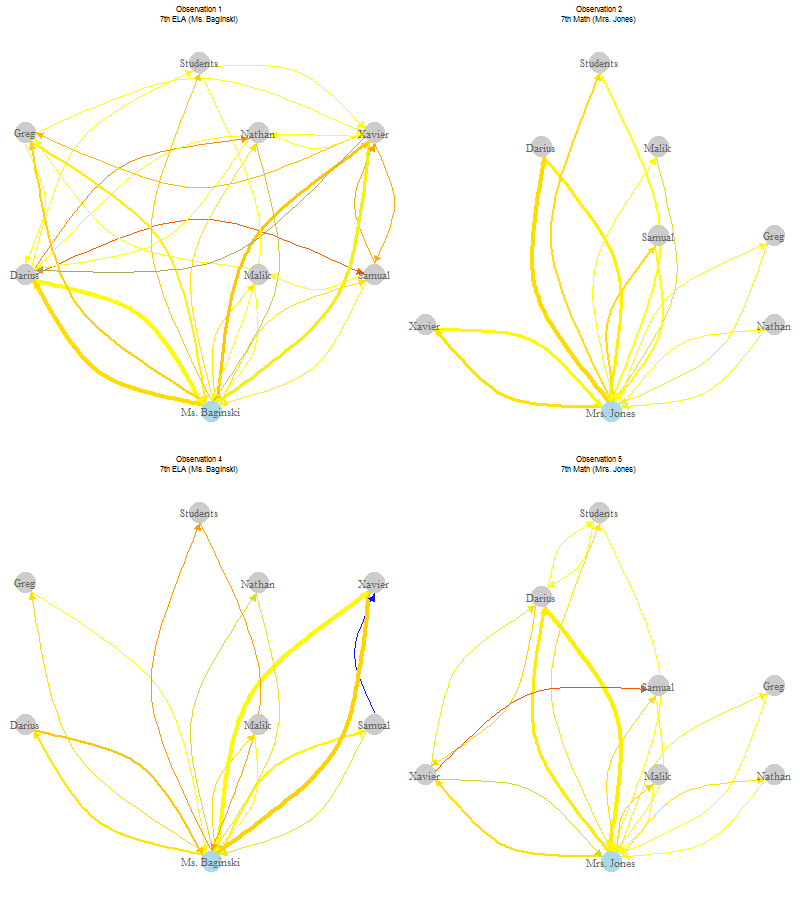 Observation 1
7th ELA (Ms. Baginski)
Students
Greg
Nathan
Xavier
Darius
Malik
Samual
Ms. Baginski
Observation 2
7th Math (Mrs. Jones)
Students
Darius
Malik
Samual
Greg
Xavier
Nathan
Mrs. Jones
Observation 4
7th ELA (Ms. Baginski)
Students
Greg
Nathan
Xavier
Darius
Malik
Samual
Ms. Baginski
Observation 5
7th Math (Mrs. Jones)
Students
Darius
Samual
Greg
Xavier
Malik
Nathan
Mrs. Jones